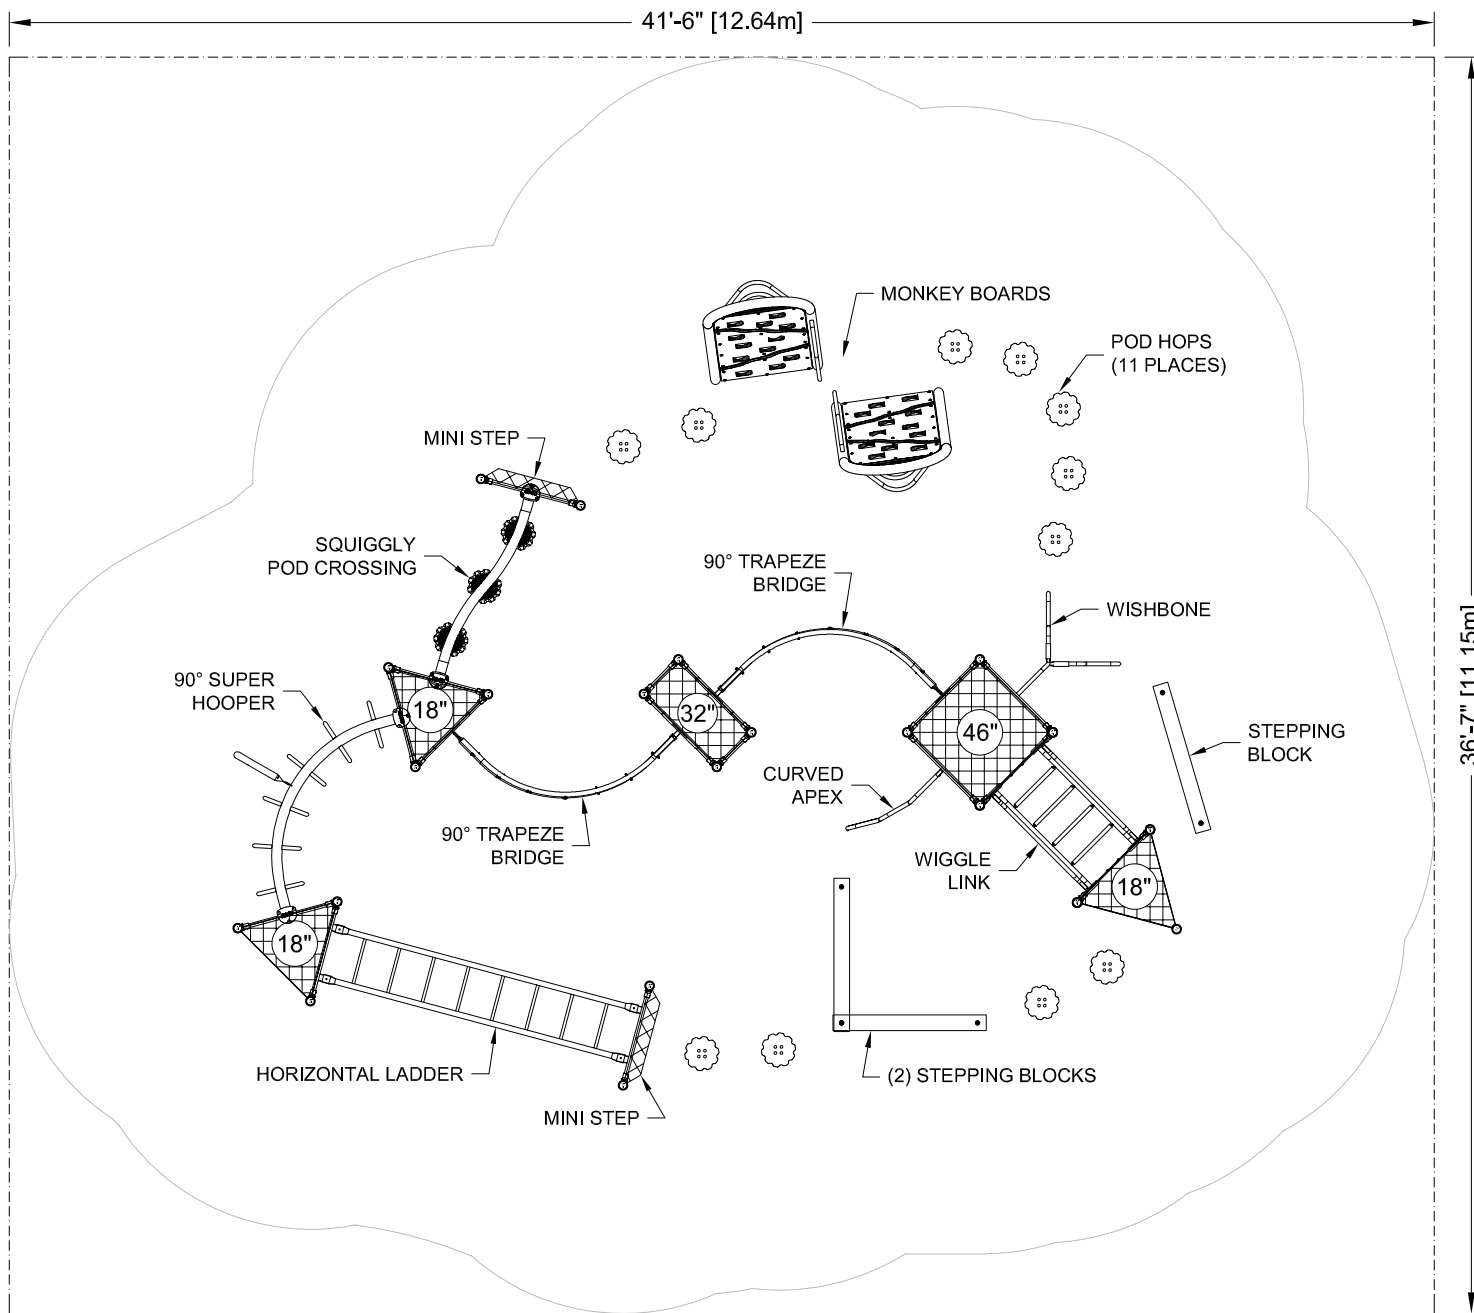 41'-6" [12.64m]
MONKEY BOARDS
POD HOPS
(11 PLACES)
MINI STEP
SQUIGGLY
POD CROSSING
90° TRAPEZE
BRIDGE
WISHBONE
36'-7" [11.15m]
90° SUPER
HOOPER
18"
32"
46"
STEPPING
BLOCK
CURVED
APEX
90° TRAPEZE
BRIDGE
WIGGLE
LINK
18"
18"
HORIZONTAL LADDER
(2) STEPPING BLOCKS
MINI STEP